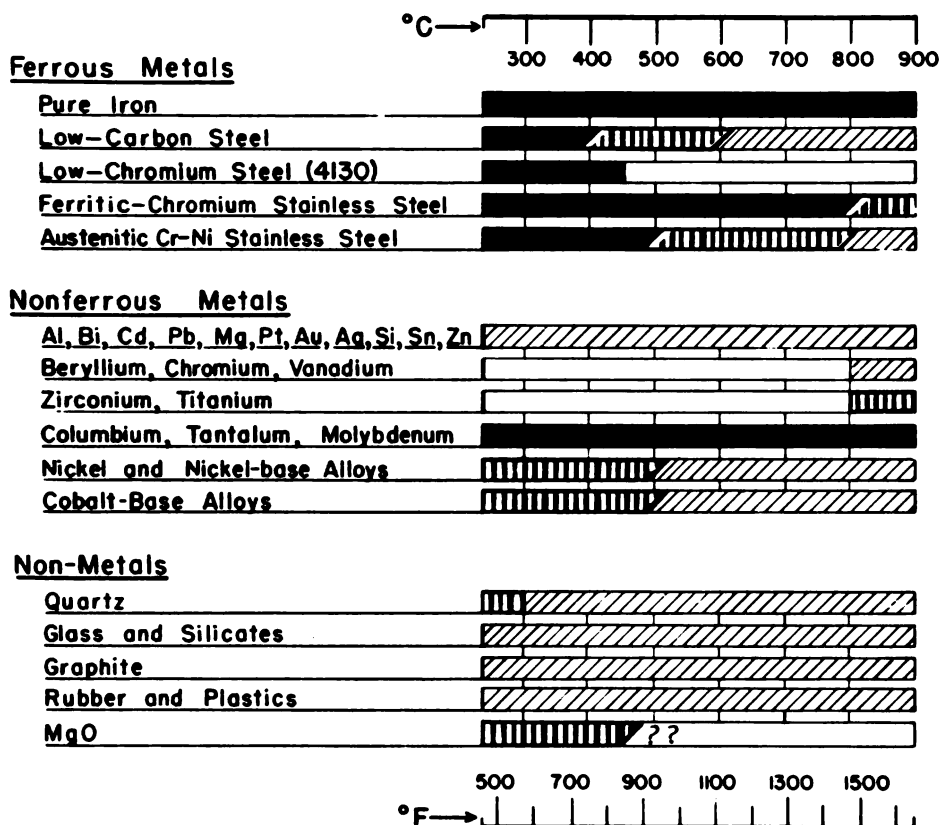 °C→
300 400 500 600 700 800 900
Ferrous Metals
Pure Iron
Low-Carbon Steel
Low-Chromium Steel (4130)
Ferritic-Chromium Stainless Steel
Austenitic Cr-Ni Stainless Steel
Nonferrous Metals
Al, Bi, Cd, Pb, Mg, Pt, Au, Ag, Si, Sn, Zn
Beryllium, Chromium, Vanadium
Zirconium, Titanium
Columbium, Tantalum, Molybdenum
Nickel and Nickel-base Alloys
Cobalt-Base Alloys
Non-Metals
Quartz
Glass and Silicates
Graphite
Rubber and Plastics
MgO ??
500 700 900 1100 1300 1500
°F→